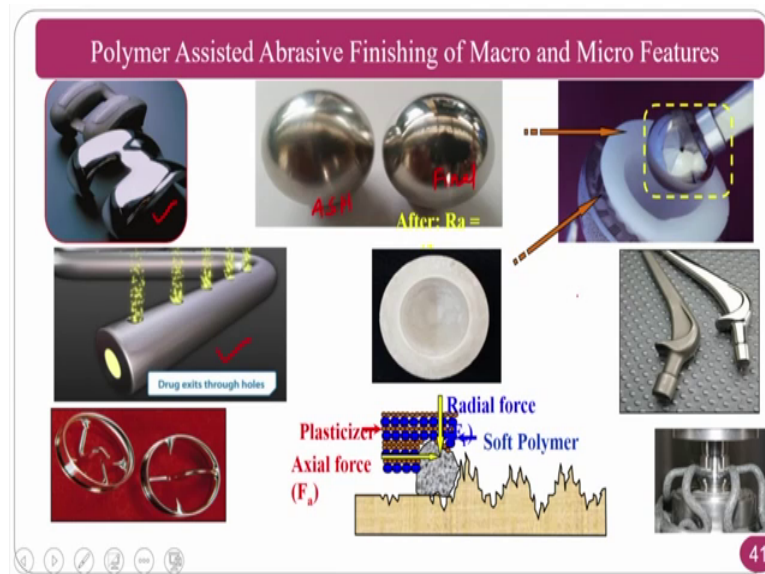 Polymer Assisted Abrasive Finishing of Macro and Micro Features
ASM
Final
After: Ra =
Drug exits through holes
Radial force
Plasticizer
Soft Polymer
Axial force
(Fa)
41